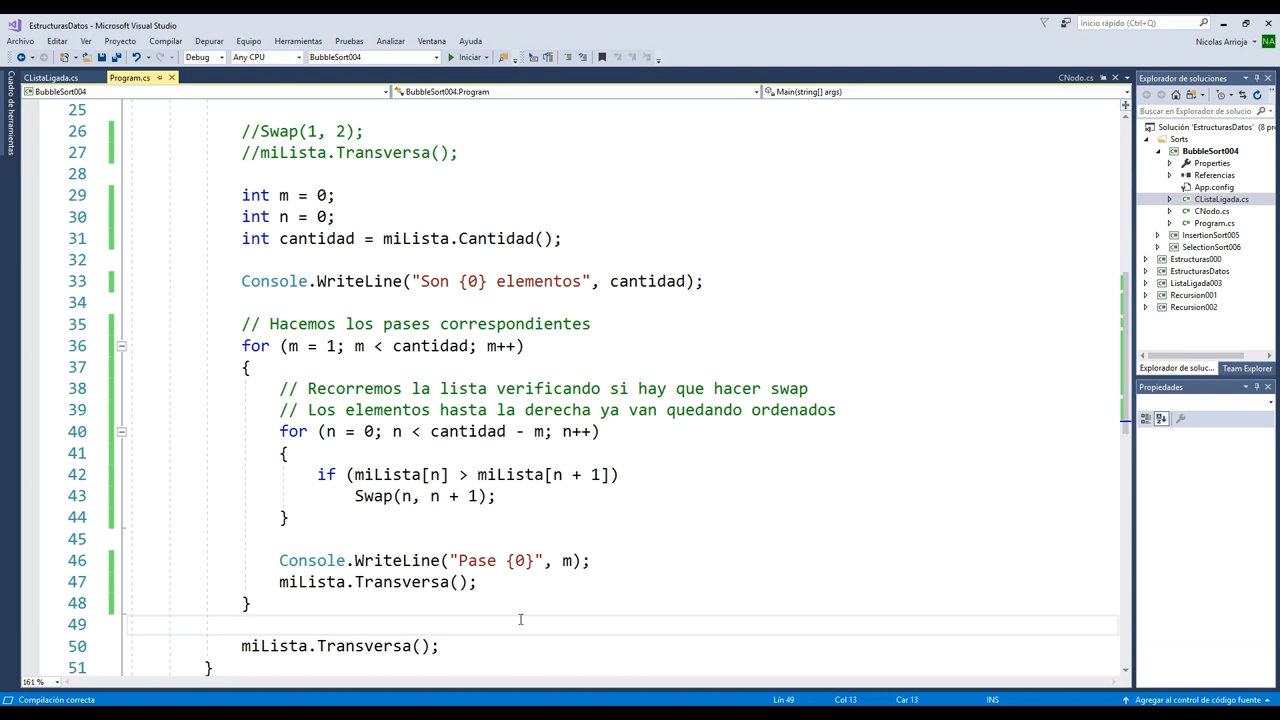 EstructurasDatos - Microsoft Visual Studio
Inicio rápido (Ctrl+Q)
Archivo Editar Ver Proyecto Compilar Depurar Equipo Herramientas Pruebas Analizar Ventana Ayuda
Nicolas Arrioja
NA
Debug Any CPU BubbleSort004 Iniciar
Cuadro de herramientas
CListaLigada.cs Program.cs CNodo.cs
BubbleSort004 BubbleSort004.Program Main(string[] args)
25
26 //Swap(1, 2);
27 //miLista.Transversa();
28
29 int m = 0;
30 int n = 0;
31 int cantidad = miLista.Cantidad();
32
33 Console.WriteLine("Son {0} elementos", cantidad);
34
35 // Hacemos los pases correspondientes
36 for (m = 1; m < cantidad; m++)
37 {
38 // Recorremos la lista verificando si hay que hacer swap
39 // Los elementos hasta la derecha ya van quedando ordenados
40 for (n = 0; n < cantidad - m; n++)
41 {
42 if (miLista[n] > miLista[n + 1])
43 Swap(n, n + 1);
44 }
45
46 Console.WriteLine("Pase {0}", m);
47 miLista.Transversa();
48 }
49
50 miLista.Transversa();
51 }
161 %
Explorador de soluciones
Buscar en Explorador de solucio
Solución 'EstructurasDatos' (8 pr
Sorts
BubbleSort004
Properties
Referencias
App.config
CListaLigada.cs
CNodo.cs
Program.cs
InsertionSort005
SelectionSort006
Estructuras000
EstructurasDatos
ListaLigada003
Recursion001
Recursion002
Explorador de soluc... Team Explorer
Propiedades
Compilación correcta Lín 49 Col 13 Car 13 INS Agregar al control de código fuente